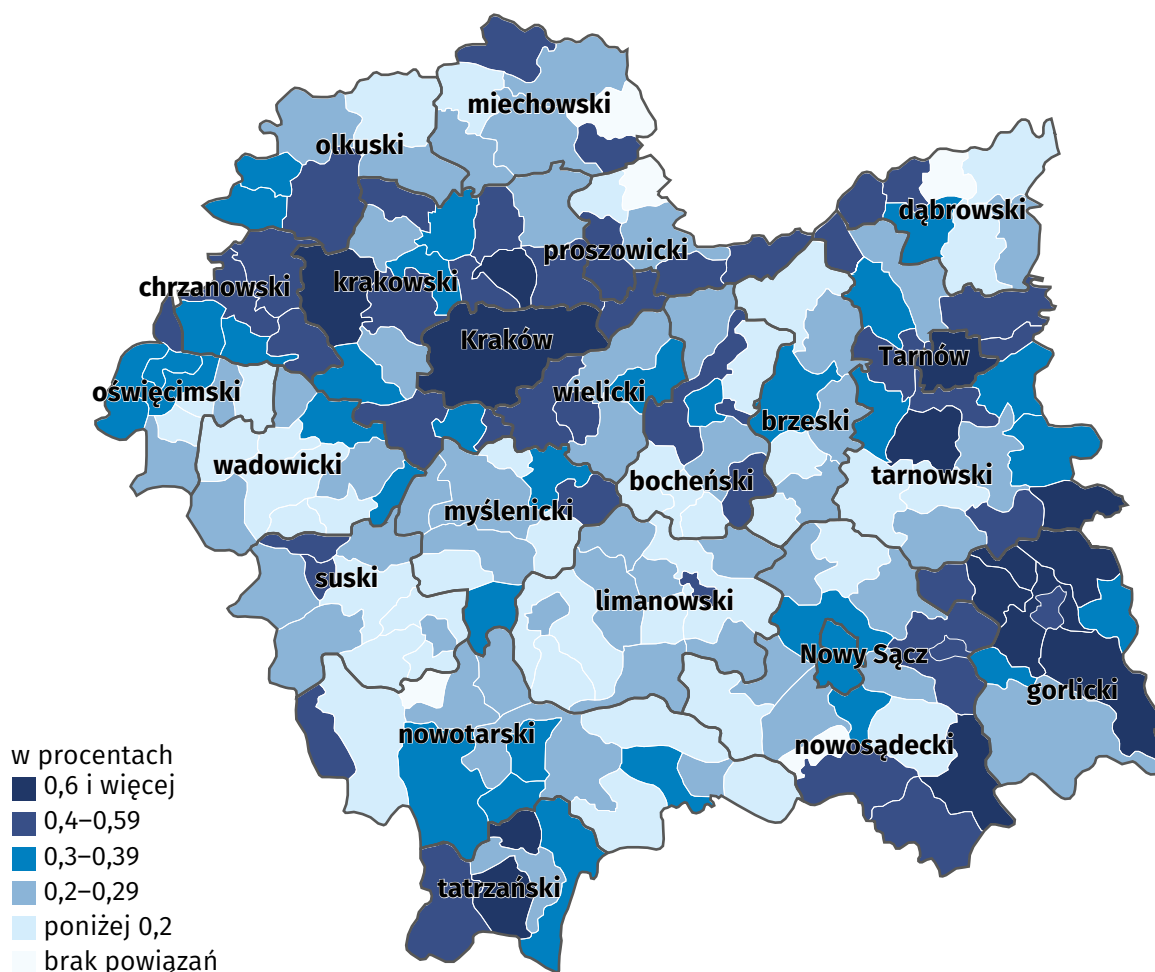 miechowski
olkuski
dąbrowski
proszowicki
krakowski
chrzanowski
Kraków
Tarnów
oświęcimski
wielicki
brzeski
wadowicki
bocheński
tarnowski
myślenicki
suski
limanowski
Nowy Sącz
gorlicki
nowotarski
nowosądecki
tatrzański
w procentach
0,6 i więcej
0,4–0,59
0,3–0,39
0,2–0,29
poniżej 0,2
brak powiązań